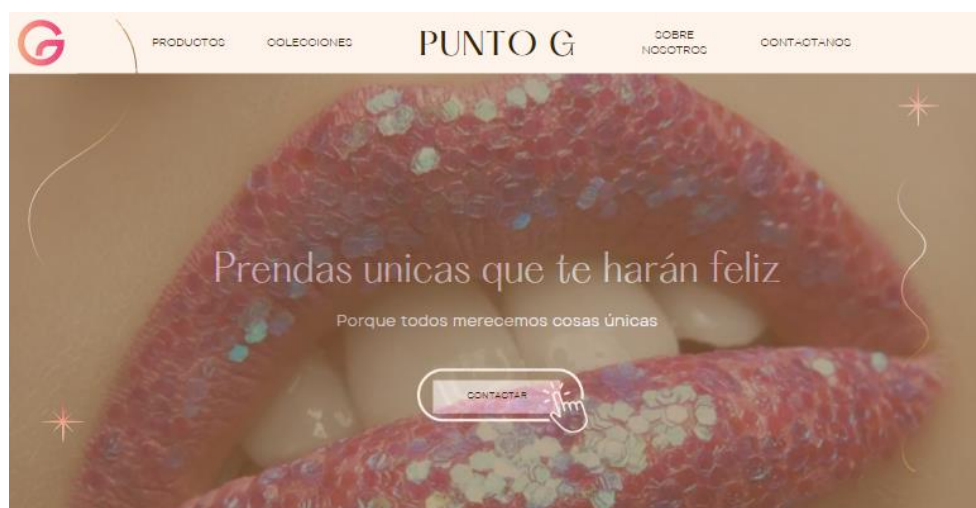 G
PRODUCTOS
COLECCIONES
PUNTO G
SOBRE
NOSOTROS
CONTACTANOS
Prendas unicas que te harán feliz
Porque todos merecemos cosas únicas
CONTACTAR